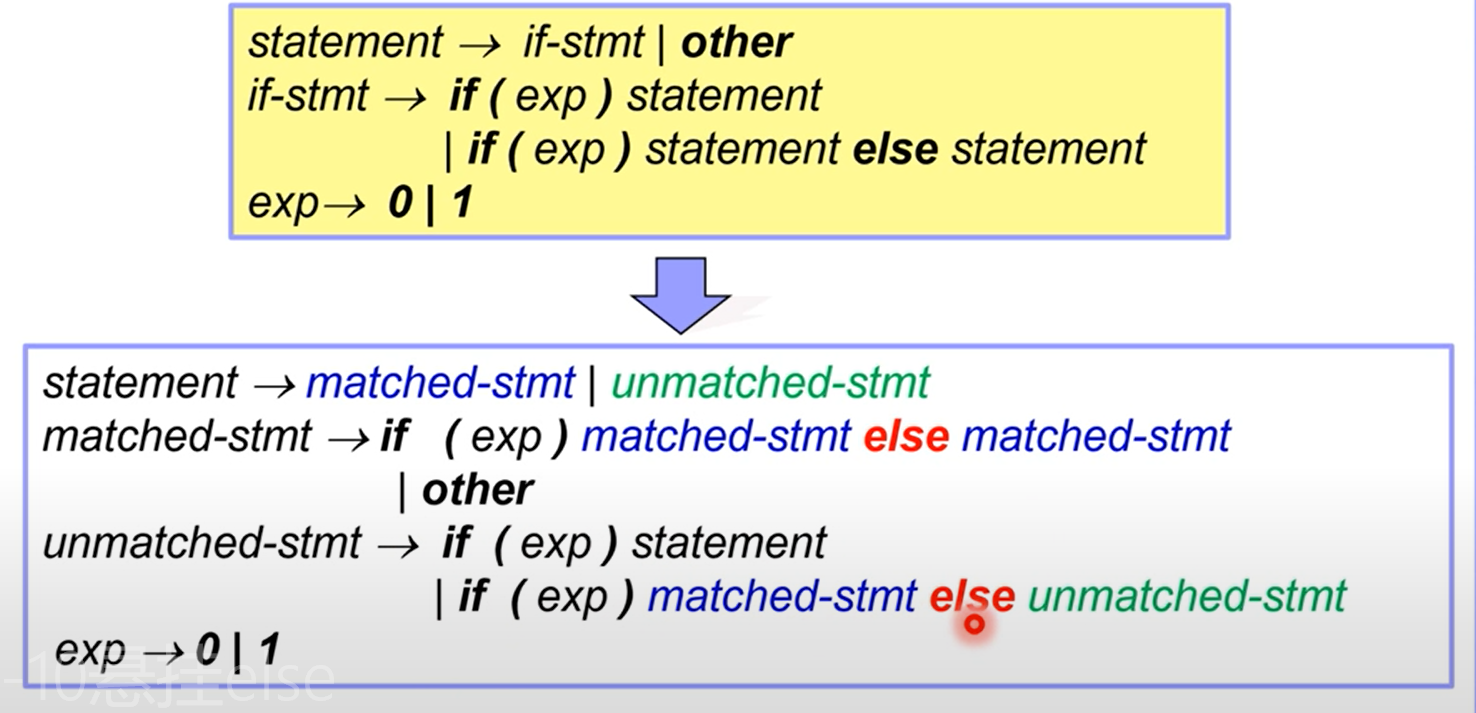 statement → if-stmt | other
if-stmt → if ( exp ) statement
| if ( exp ) statement else statement
exp→ 0 | 1
statement → matched-stmt | unmatched-stmt
matched-stmt → if ( exp ) matched-stmt else matched-stmt
| other
unmatched-stmt → if ( exp ) statement
| if ( exp ) matched-stmt else unmatched-stmt
exp → 0 | 1
-10悬挂else